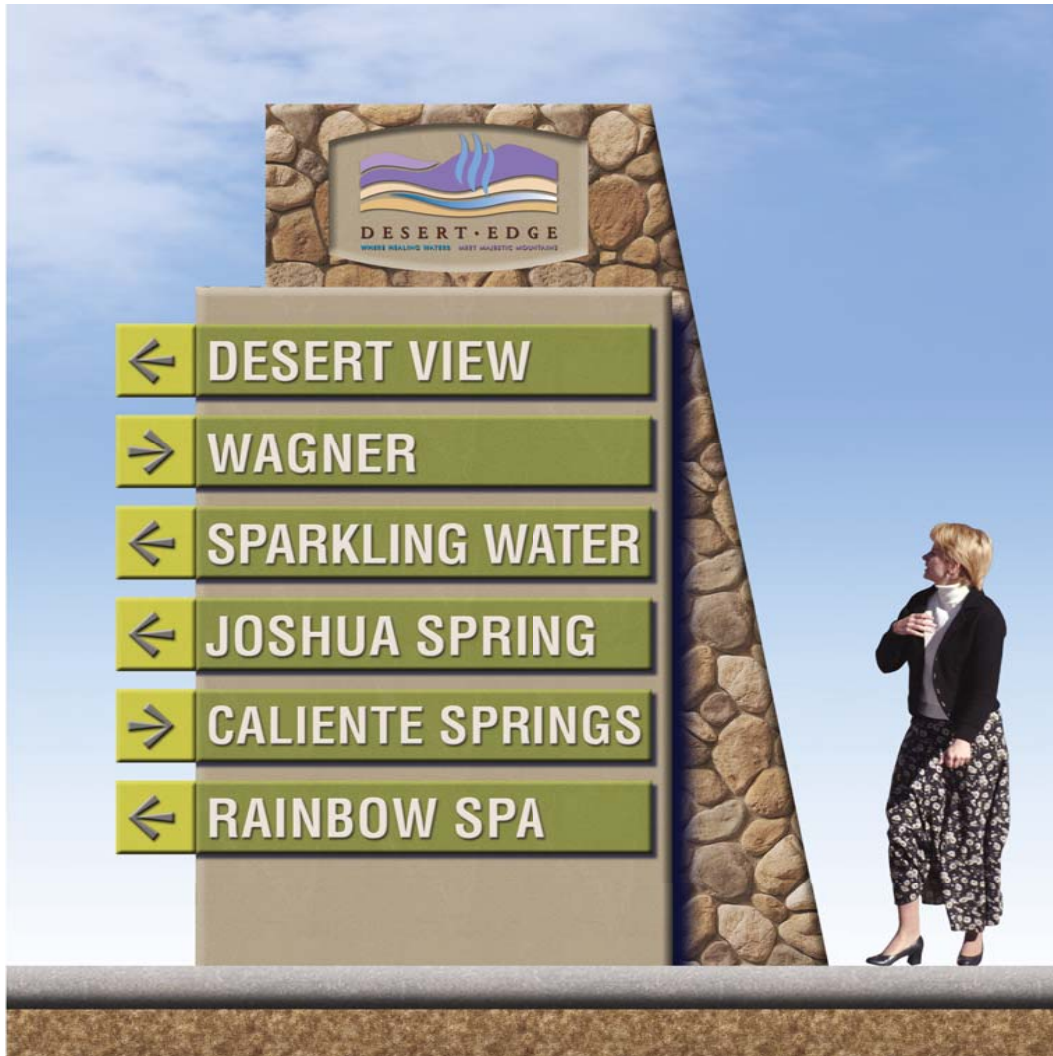 DESERT · EDGE
WHERE HEALING WATERS MEET MAJESTIC MOUNTAINS
DESERT VIEW
WAGNER
SPARKLING WATER
JOSHUA SPRING
CALIENTE SPRINGS
RAINBOW SPA